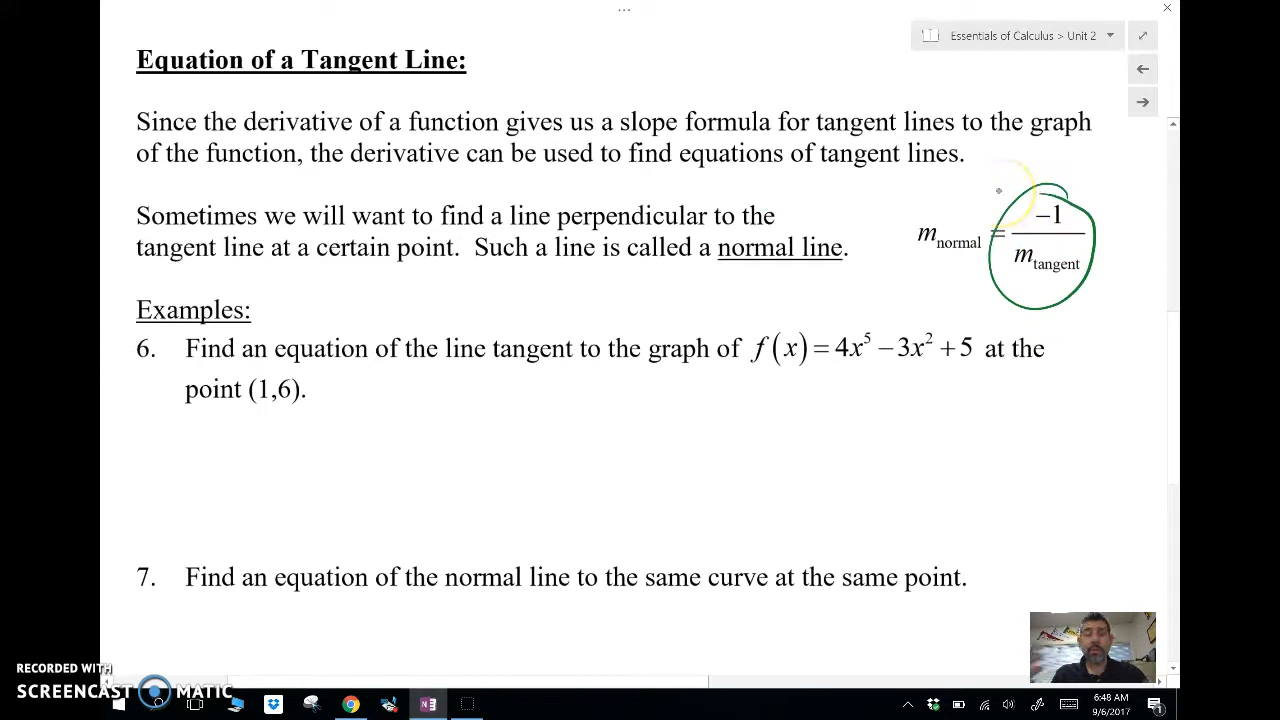 Essentials of Calculus > Unit 2
Equation of a Tangent Line:
Since the derivative of a function gives us a slope formula for tangent lines to the graph
of the function, the derivative can be used to find equations of tangent lines.
Sometimes we will want to find a line perpendicular to the
tangent line at a certain point. Such a line is called a normal line.
m_normal = -1 / m_tangent
Examples:
6. Find an equation of the line tangent to the graph of f(x) = 4x⁵ − 3x² + 5 at the
point (1,6).
7. Find an equation of the normal line to the same curve at the same point.
RECORDED WITH
SCREENCAST MATIC
6:48 AM
9/6/2017